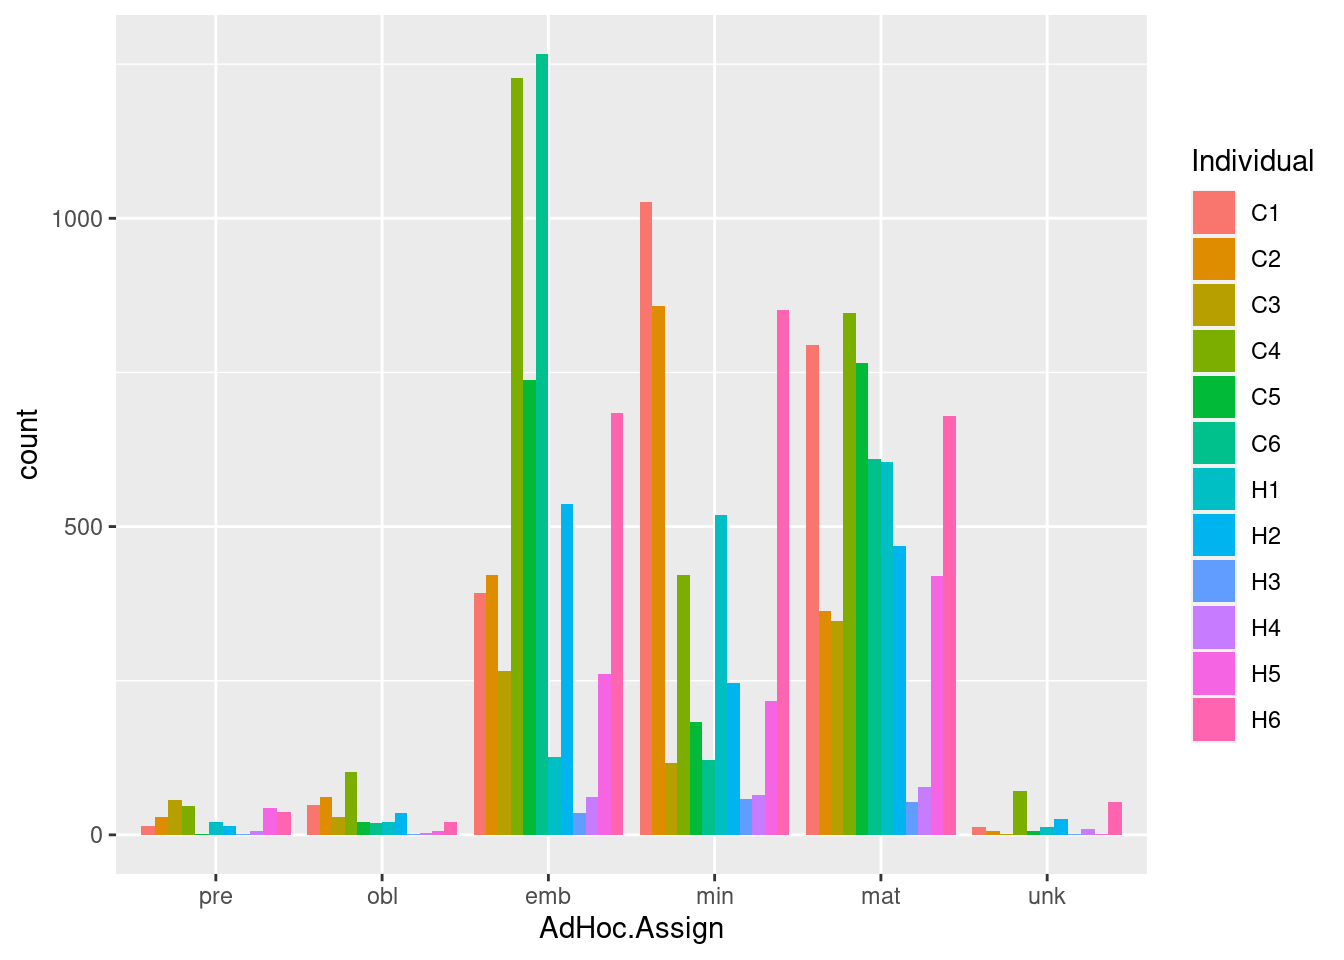 1000
500
0
count
pre obl emb min mat unk
AdHoc.Assign
Individual
C1
C2
C3
C4
C5
C6
H1
H2
H3
H4
H5
H6